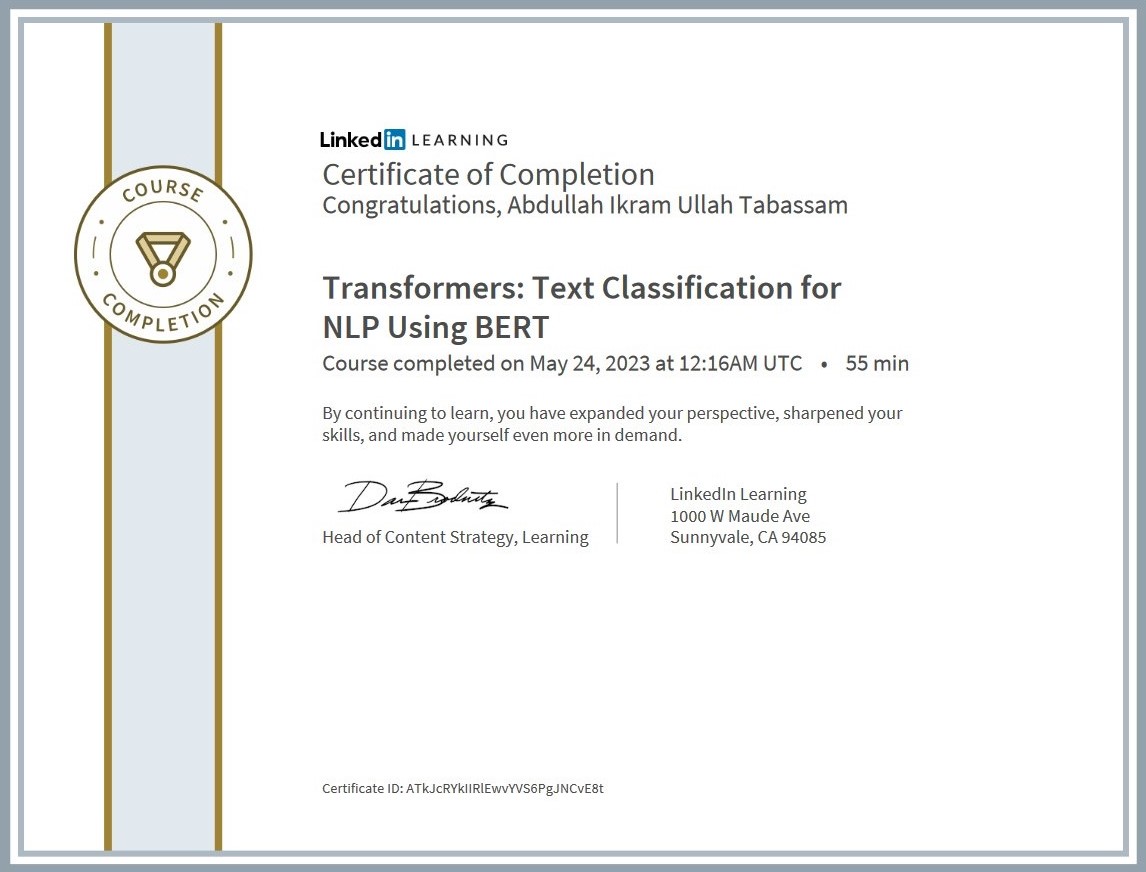 COURSE
COMPLETION
Linked in LEARNING
Certificate of Completion
Congratulations, Abdullah Ikram Ullah Tabassam
Transformers: Text Classification for
NLP Using BERT
Course completed on May 24, 2023 at 12:16AM UTC • 55 min
By continuing to learn, you have expanded your perspective, sharpened your
skills, and made yourself even more in demand.
Head of Content Strategy, Learning
LinkedIn Learning
1000 W Maude Ave
Sunnyvale, CA 94085
Certificate ID: